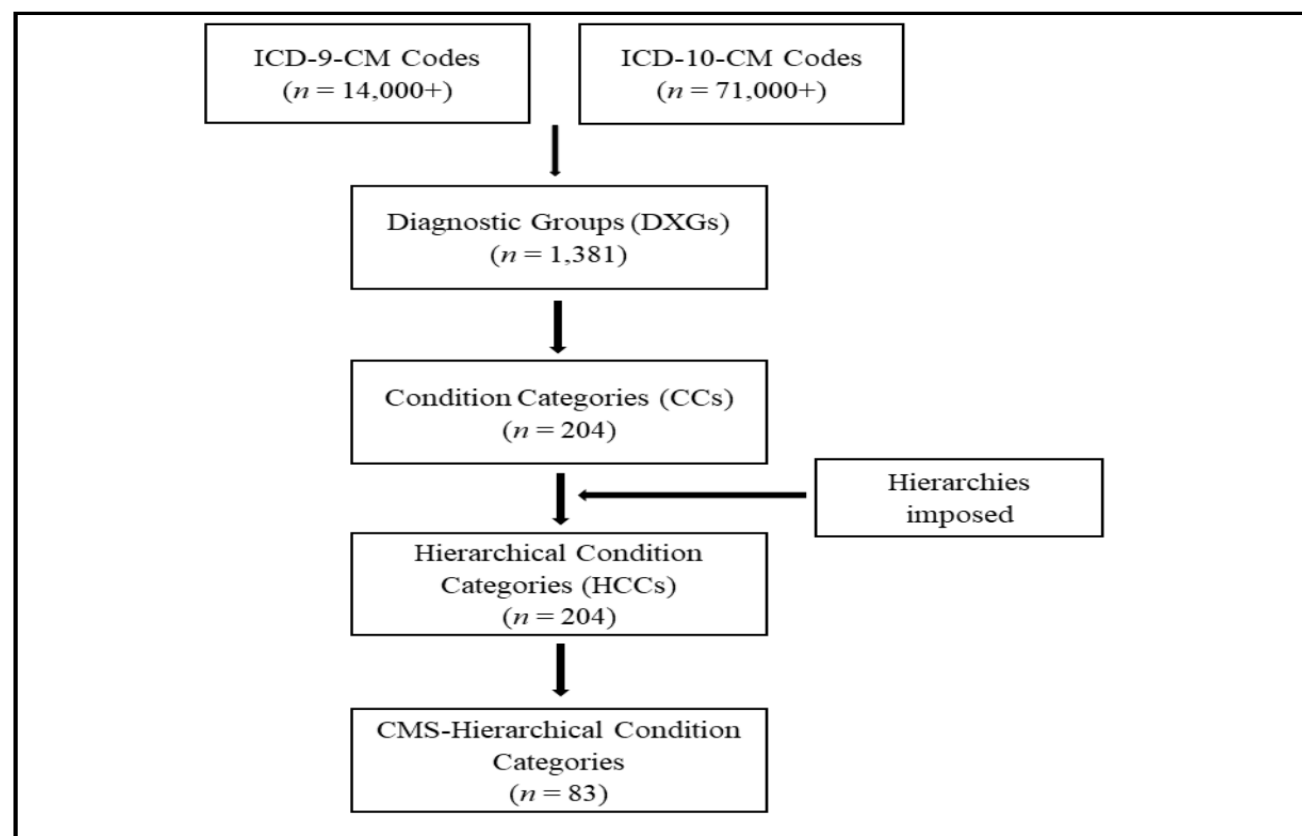 ICD-9-CM Codes
(n = 14,000+)
ICD-10-CM Codes
(n = 71,000+)
Diagnostic Groups (DXGs)
(n = 1,381)
Condition Categories (CCs)
(n = 204)
Hierarchies
imposed
Hierarchical Condition
Categories (HCCs)
(n = 204)
CMS-Hierarchical Condition
Categories
(n = 83)